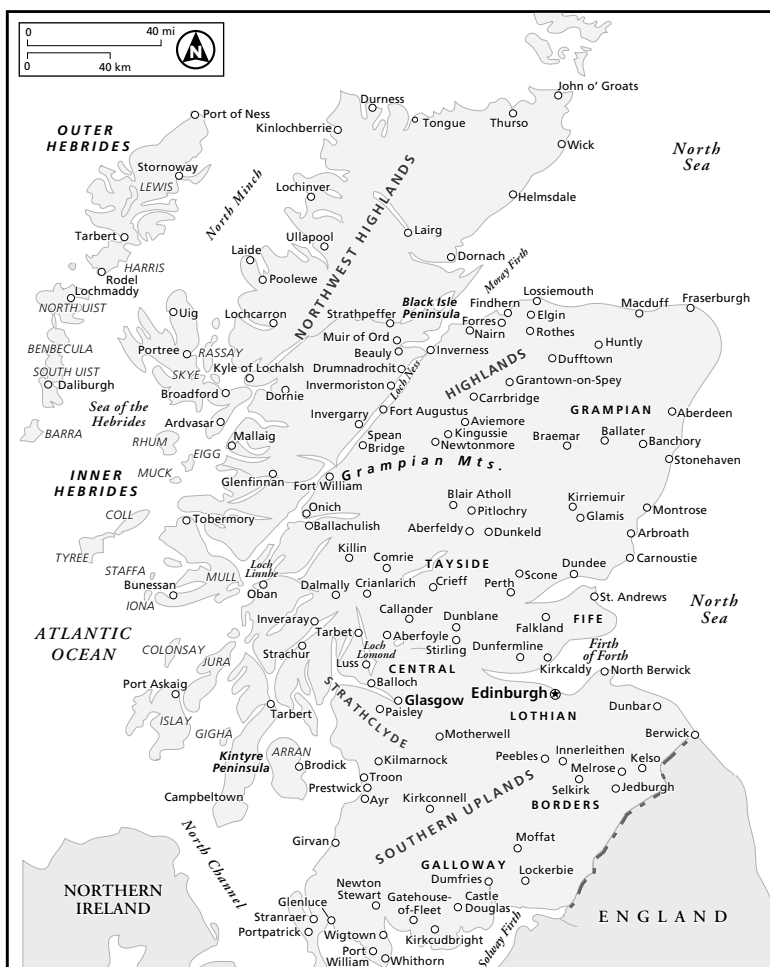 0 40 mi
N
0 40 km
John o' Groats
Durness
Port of Ness
Tongue
Thurso
Kinlochberrie
OUTER
HEBRIDES
Wick
North
Sea
Stornoway
LEWIS
Lochinver
North Minch
Helmsdale
NORTHWEST HIGHLANDS
Tarbert
Ullapool
Lairg
Laide
Dornach
HARRIS
Rodel
Poolewe
Moray Firth
Lochmaddy
NORTH UIST
Lossiemouth
Findhern
Macduff
Fraserburgh
Uig
Lochcarron
Strathpeffer
Black Isle
Peninsula
Elgin
Forres
Nairn
Rothes
Muir of Ord
BENBECULA
Portree
RASSAY
Beauly
Inverness
Huntly
Dufftown
SOUTH UIST
SKYE
Kyle of Lochalsh
Drumnadrochit
Loch Ness
HIGHLANDS
Daliburgh
Broadford
Dornie
Invermoriston
Grantown-on-Spey
Carrbridge
Sea of the
Hebrides
Ardvasar
Invergarry
Fort Augustus
GRAMPIAN
Aberdeen
BARRA
RHUM
Mallaig
Aviemore
Kingussie
Newtonmore
Spean
Bridge
Braemar
Ballater
Banchory
EIGG
Stonehaven
INNER
HEBRIDES
MUCK
Glenfinnan
Fort William
Grampian Mts.
COLL
Onich
Blair Atholl
Pitlochry
Kirriemuir
Glamis
Montrose
Tobermory
Ballachulish
Aberfeldy
Dunkeld
Arbroath
TYREE
Killin
Comrie
TAYSIDE
Dundee
Carnoustie
STAFFA
MULL
Loch
Linnhe
Scone
Bunessan
Oban
Dalmally
Crianlarich
Crieff
Perth
St. Andrews
IONA
North
Sea
Inveraray
Callander
Dunblane
Falkland
FIFE
ATLANTIC
OCEAN
Tarbet
Aberfoyle
Stirling
Dunfermline
Firth
of Forth
COLONSAY
Strachur
Loch
Lomond
JURA
Luss
CENTRAL
Kirkcaldy
North Berwick
Port Askaig
Balloch
STRATHCLYDE
Glasgow
Edinburgh
ISLAY
Tarbert
Paisley
LOTHIAN
Dunbar
GIGHA
Motherwell
Berwick
Kintyre
Peninsula
ARRAN
Brodick
Kilmarnock
Peebles
Innerleithen
Melrose
Kelso
Troon
Prestwick
Selkirk
Jedburgh
Campbeltown
Ayr
Kirkconnell
BORDERS
SOUTHERN UPLANDS
North Channel
Girvan
Moffat
GALLOWAY
Lockerbie
NORTHERN
IRELAND
Newton
Stewart
Dumfries
Glenluce
Gatehouse-
of-Fleet
Castle
Douglas
Stranraer
ENGLAND
Portpatrick
Wigtown
Kirkcudbright
Solway Firth
Port
William
Whithorn